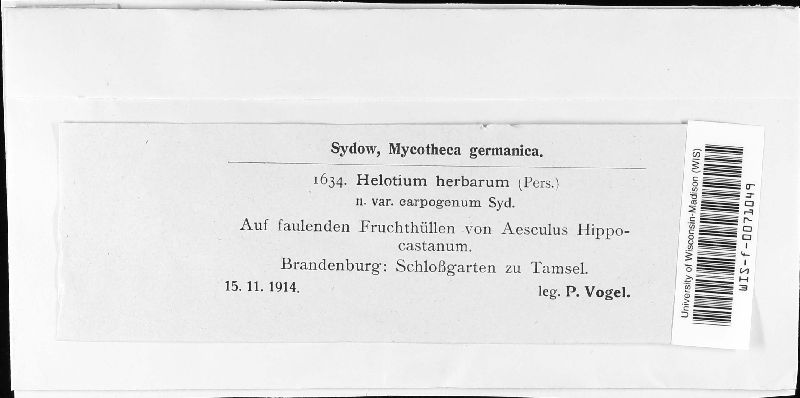 Sydow, Mycotheca germanica.
1634. Helotium herbarum (Pers.)
n. var. carpogenum Syd.
Auf faulenden Fruchthüllen von Aesculus Hippo-
castanum.
Brandenburg: Schloßgarten zu Tamsel.
15. 11. 1914. leg. P. Vogel.
University of Wisconsin-Madison (WIS)
WIS-f-0071049